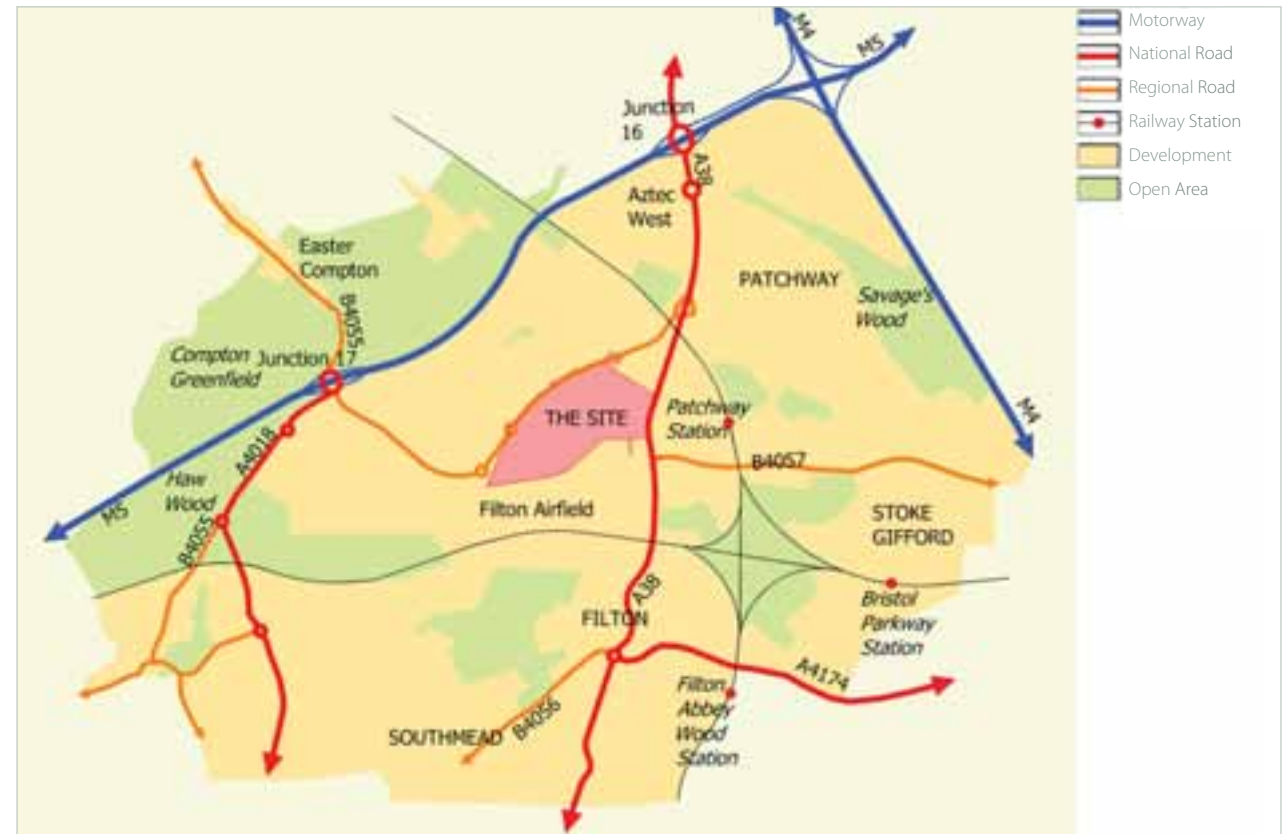 M4
M5
Junction
16
A38
Aztec
West
Easter
Compton
PATCHWAY
Savage's
Wood
B4055
Compton
Greenfield
Junction 17
THE SITE
Patchway
Station
M4
A4018
B4057
Haw
Wood
M5
Filton Airfield
STOKE
GIFFORD
B4055
A38
FILTON
Bristol
Parkway
Station
A4174
Filton
Abbey
Wood
Station
B4056
SOUTHMEAD
Motorway
National Road
Regional Road
Railway Station
Development
Open Area